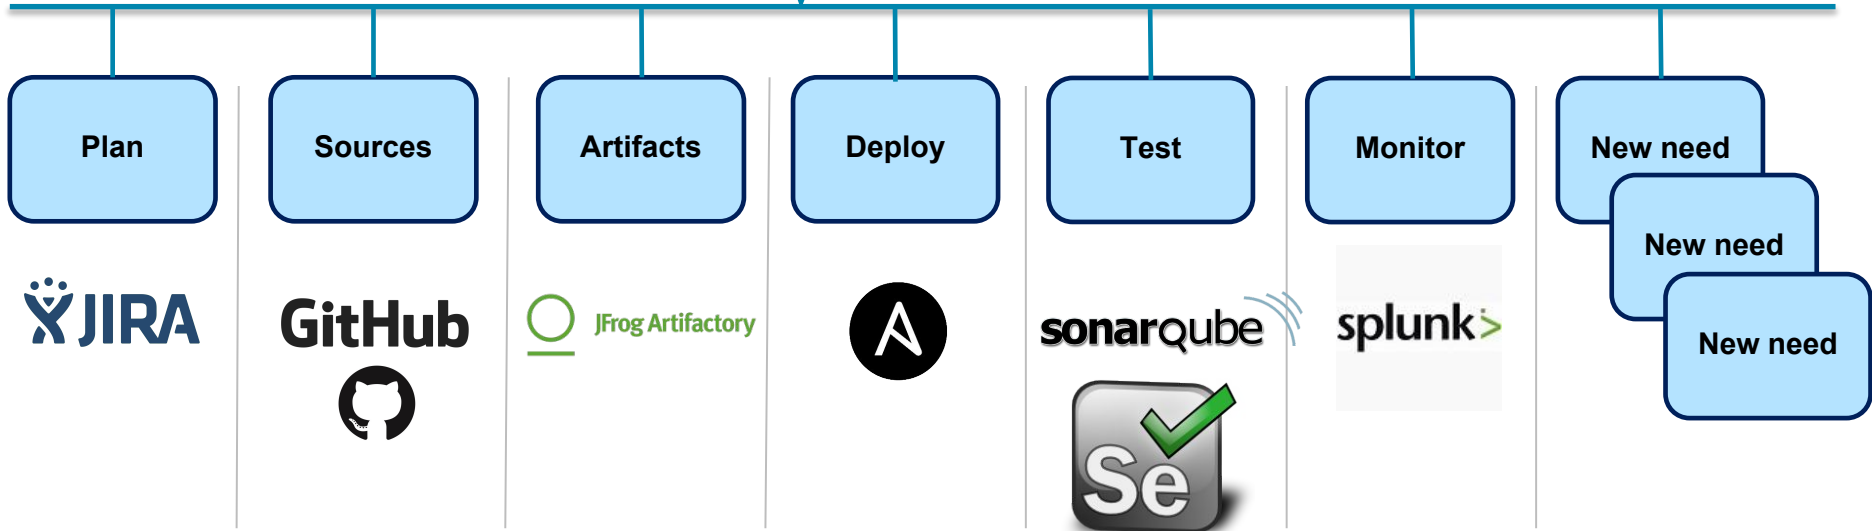 Plan
Sources
Artifacts
Deploy
Test
Monitor
New need
New need
New need
JIRA
GitHub
JFrog Artifactory
A
sonarqube
splunk>
Se